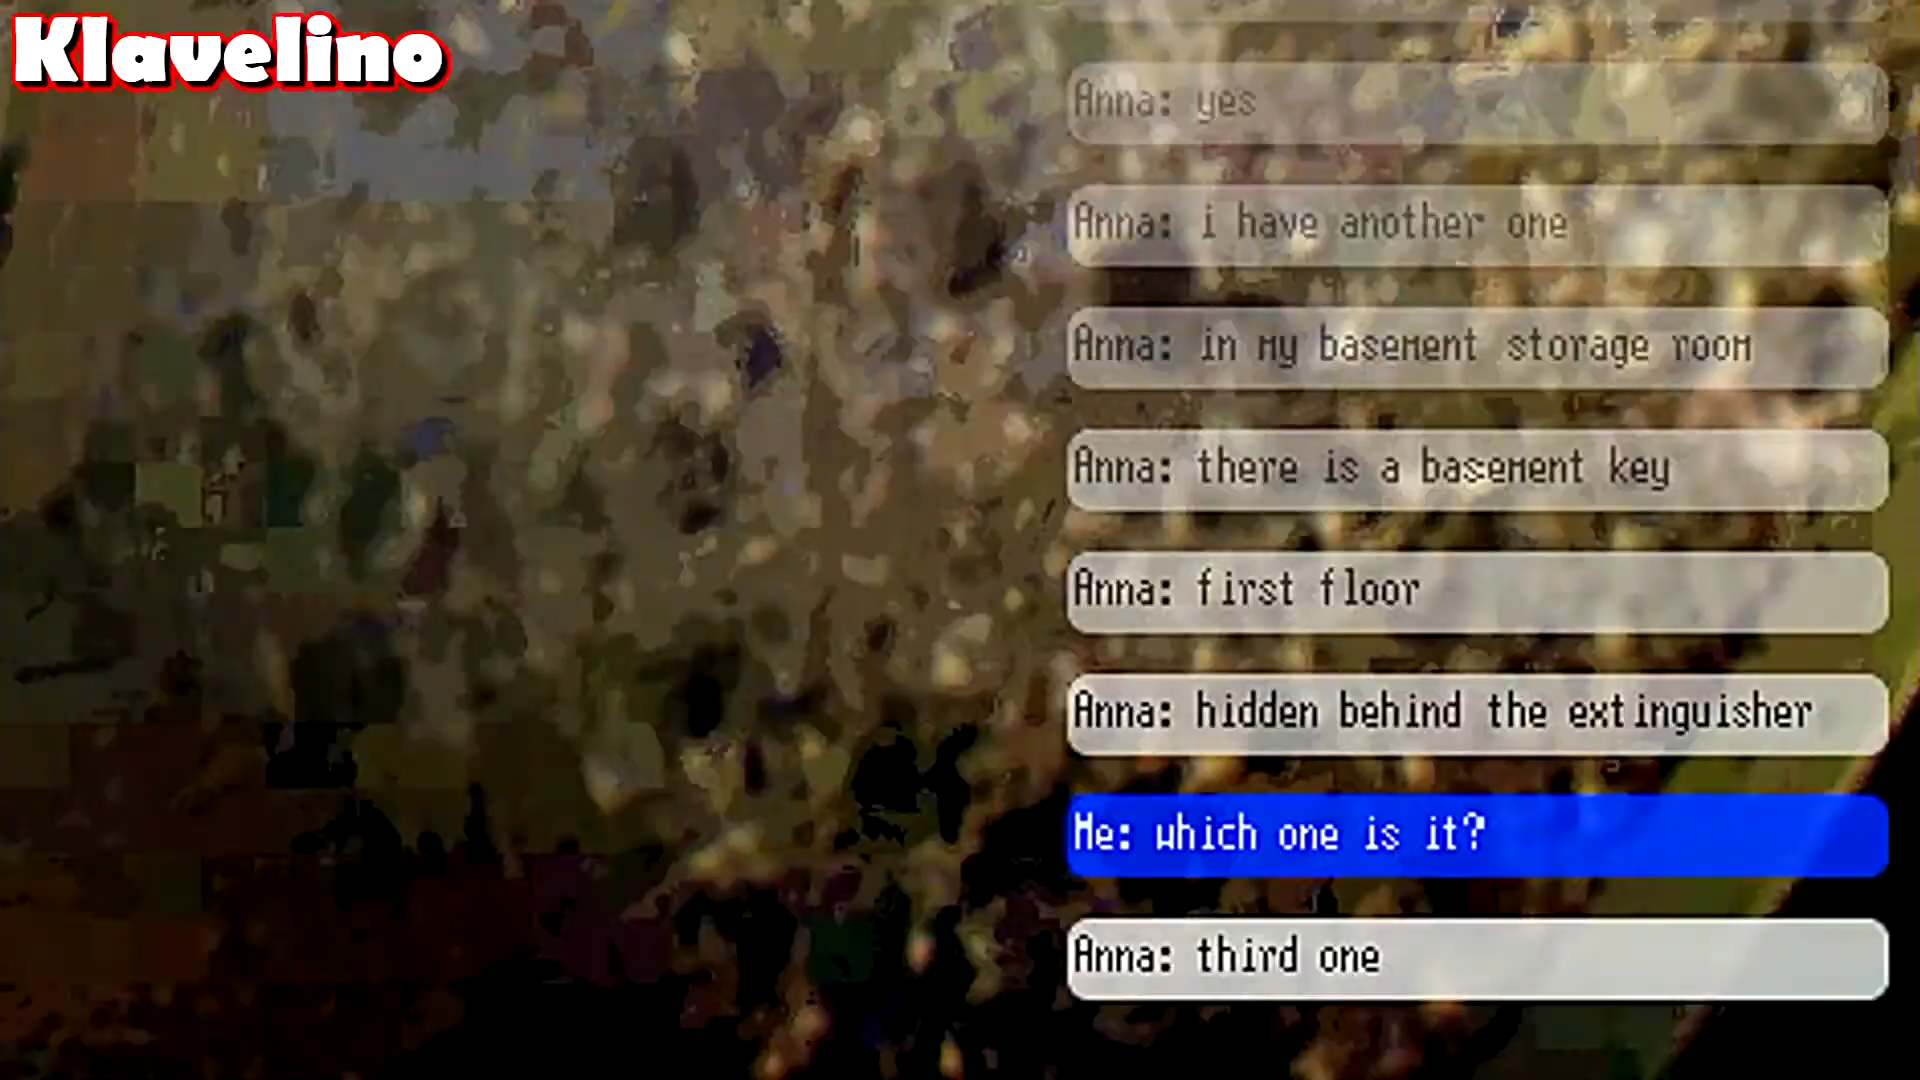 Klavelino
Anna: yes
Anna: i have another one
Anna: in my basement storage room
Anna: there is a basement key
Anna: first floor
Anna: hidden behind the extinguisher
Me: which one is it?
Anna: third one